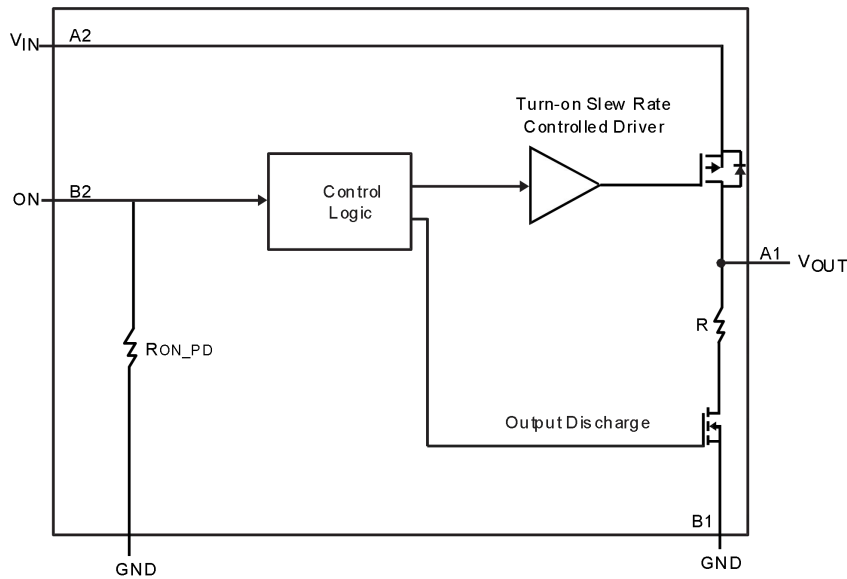 VIN A2
Turn-on Slew Rate
Controlled Driver
ON B2
Control
Logic
A1 VOUT
R
RON_PD
Output Discharge
B1
GND
GND